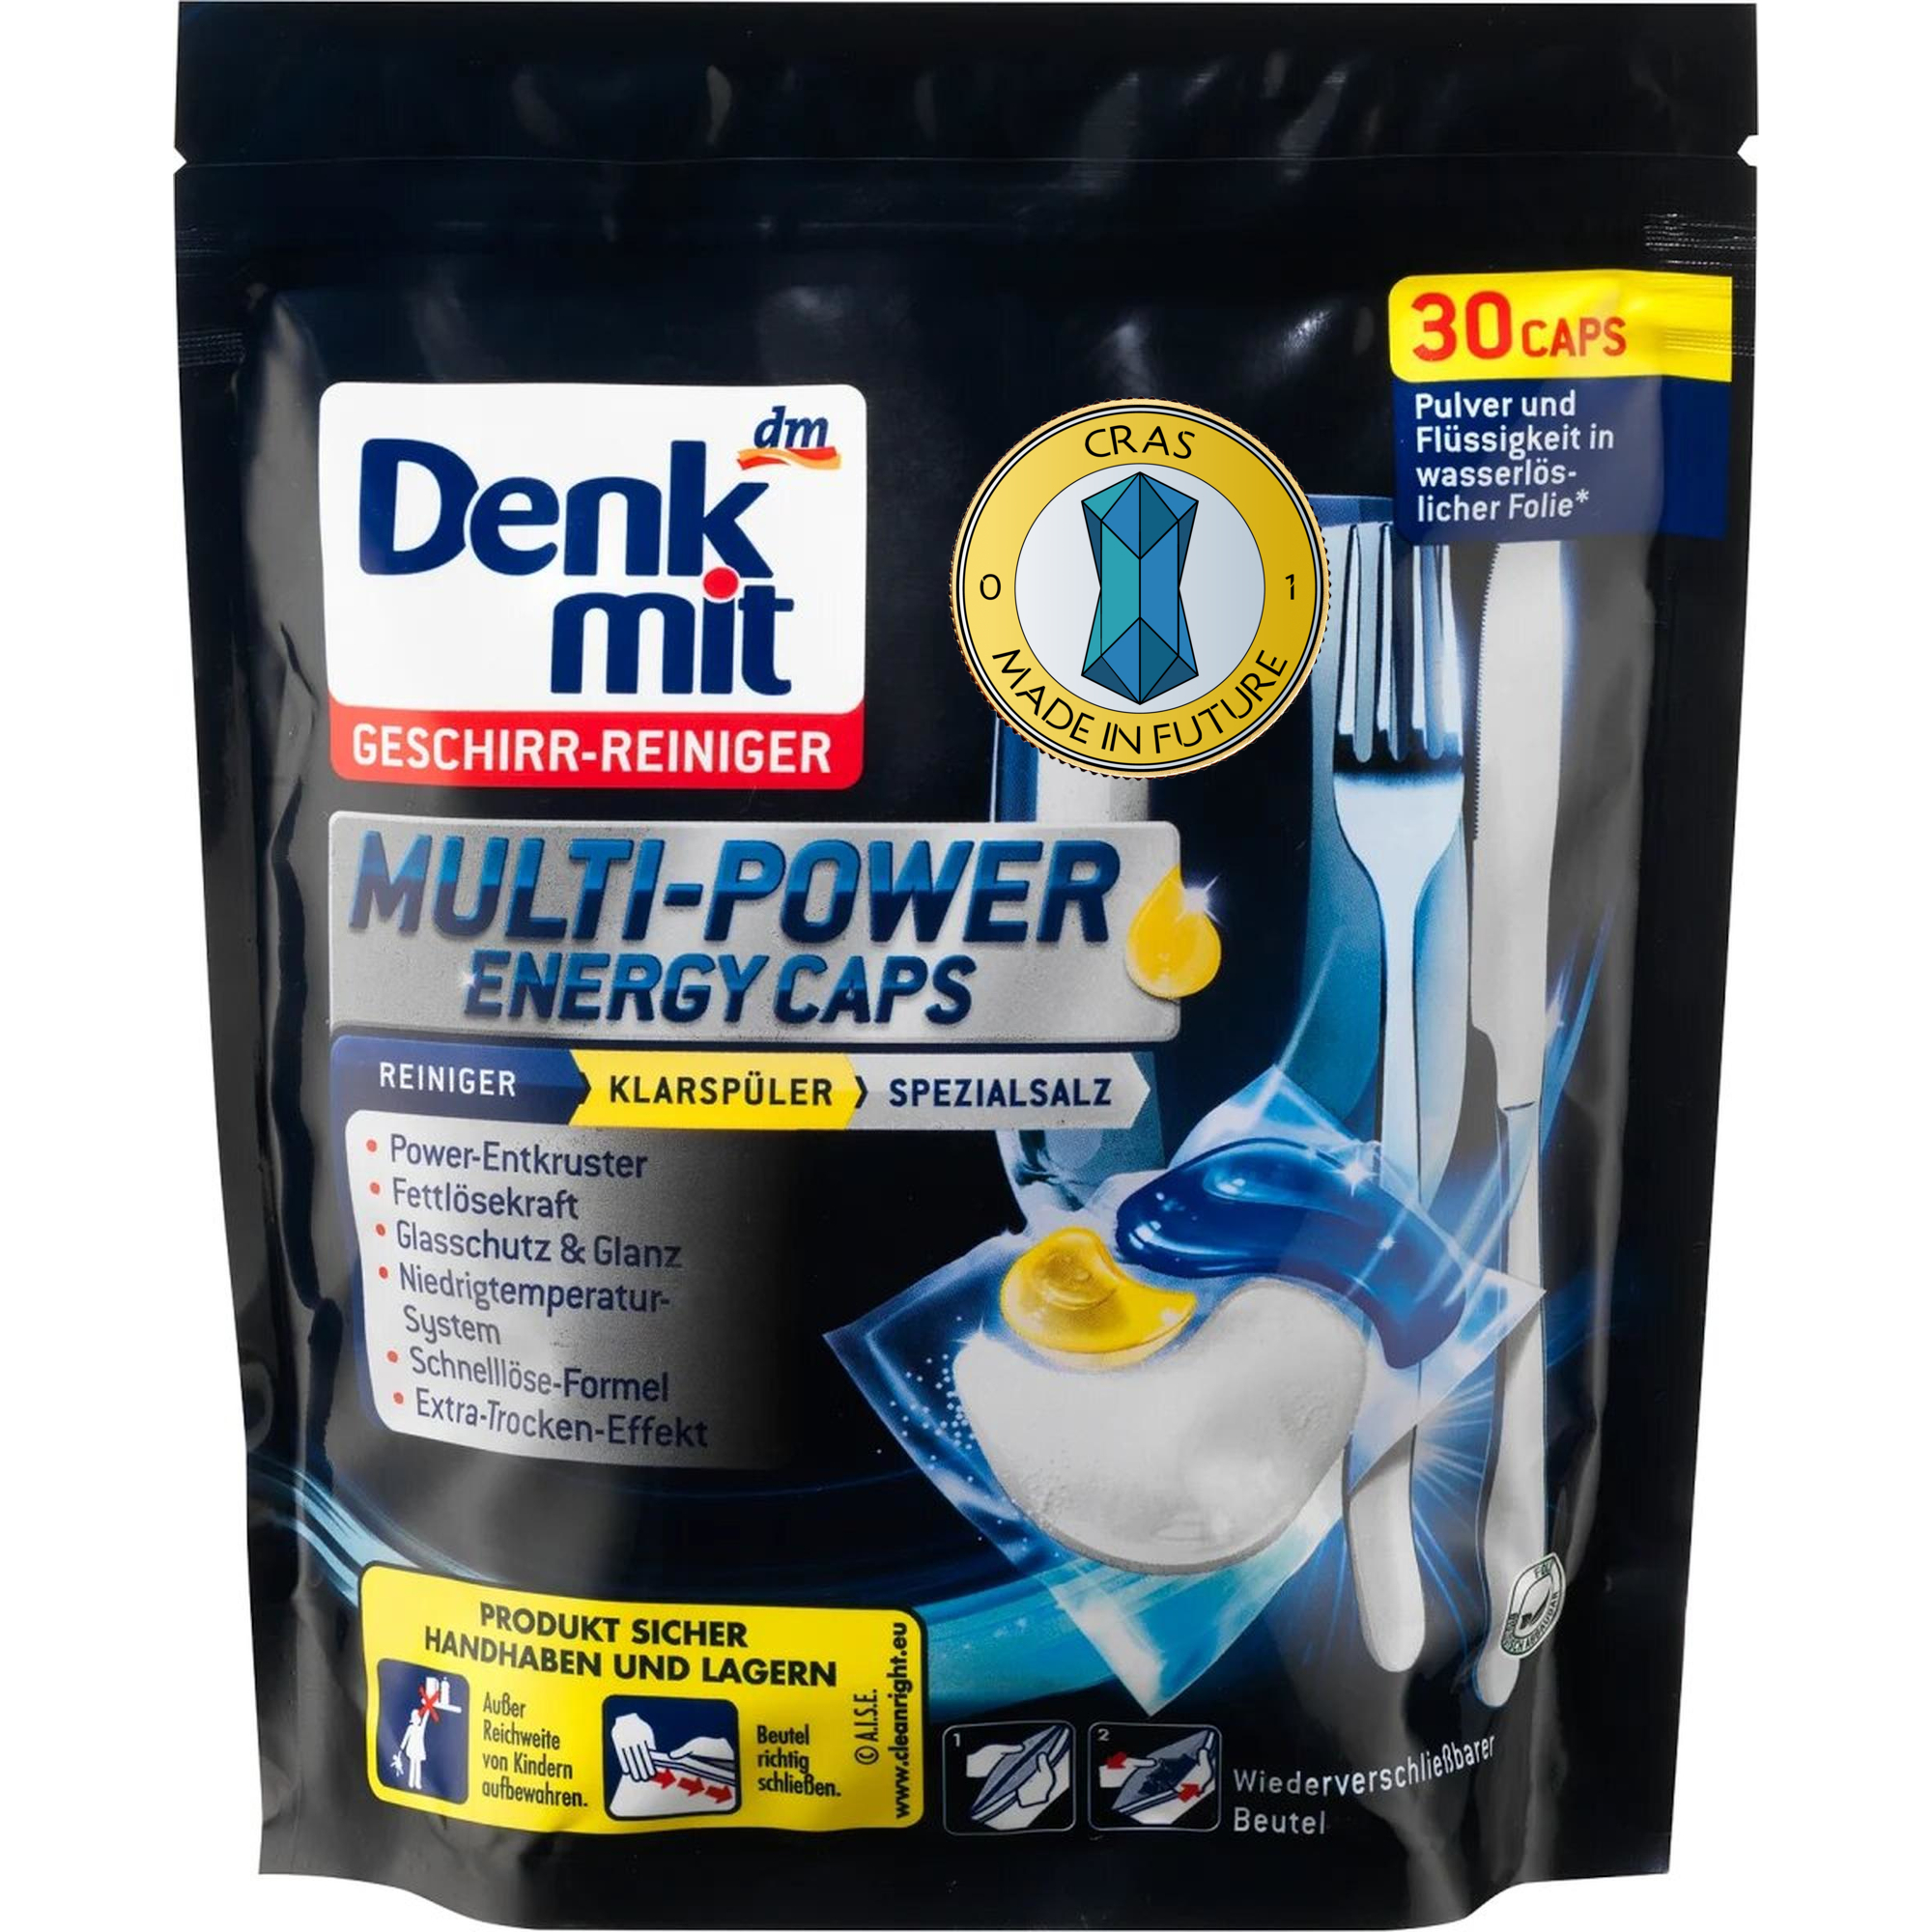 30 CAPS
Pulver und
Flüssigkeit in
wasserlös-
licher Folie*
dm
Denk
mit
GESCHIRR-REINIGER
CRAS
0 1
MADE IN FUTURE
MULTI-POWER
ENERGY CAPS
REINIGER KLARSPÜLER SPEZIALSALZ
• Power-Entkruster
• Fettlösekraft
• Glasschutz & Glanz
• Niedrigtemperatur-
System
• Schnelllöse-Formel
• Extra-Trocken-Effekt
PRODUKT SICHER
HANDHABEN UND LAGERN
Außer
Reichweite
von Kindern
aufbewahren.
Beutel
richtig
schließen.
© A.I.S.E.
www.cleanright.eu
1
2
Wiederverschließbarer
Beutel